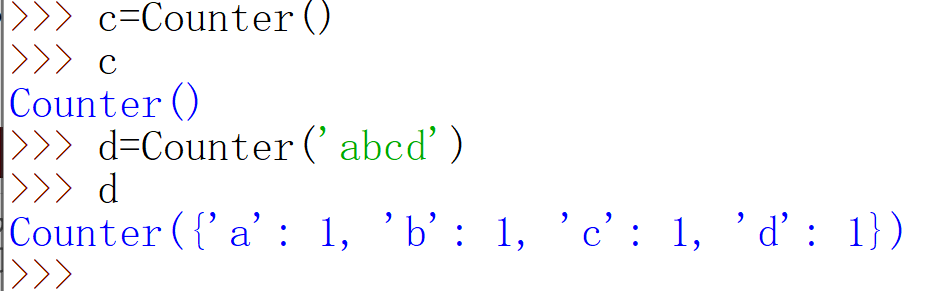 >>> c=Counter()
>>> c
Counter()
>>> d=Counter('abcd')
>>> d
Counter({'a': 1, 'b': 1, 'c': 1, 'd': 1})
>>>